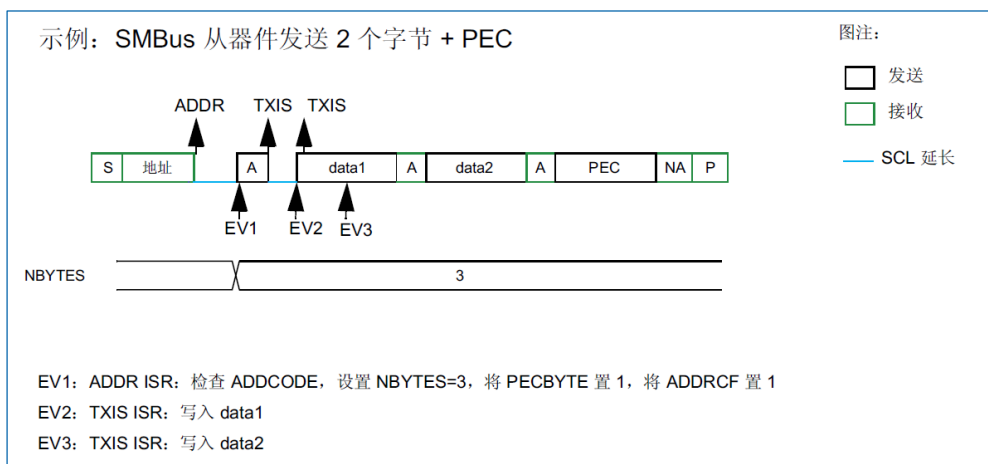 示例：SMBus 从器件发送 2 个字节 + PEC
图注：
发送
接收
SCL 延长
ADDR TXIS TXIS
S 地址 A data1 A data2 A PEC NA P
EV1 EV2 EV3
NBYTES 3
EV1：ADDR ISR：检查 ADDCODE，设置 NBYTES=3，将 PECBYTE 置 1，将 ADDRCF 置 1
EV2：TXIS ISR：写入 data1
EV3：TXIS ISR：写入 data2